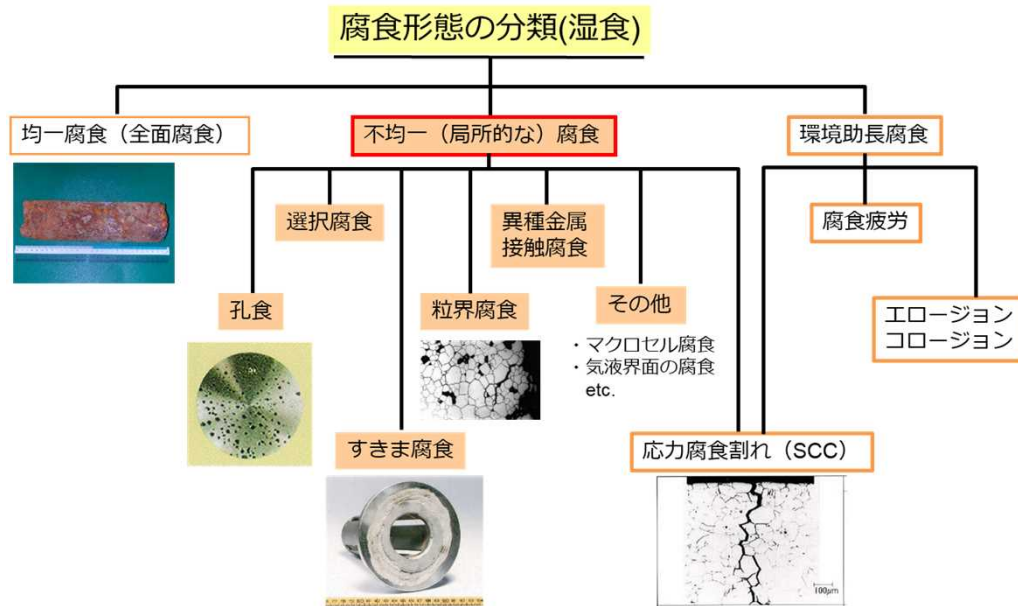 腐食形態の分類(湿食)
均一腐食（全面腐食）
不均一（局所的な）腐食
環境助長腐食
選択腐食
異種金属
接触腐食
腐食疲労
孔食
粒界腐食
その他
エロージョン
コロージョン
・マクロセル腐食
・気液界面の腐食
etc.
すきま腐食
応力腐食割れ（SCC）
100μm